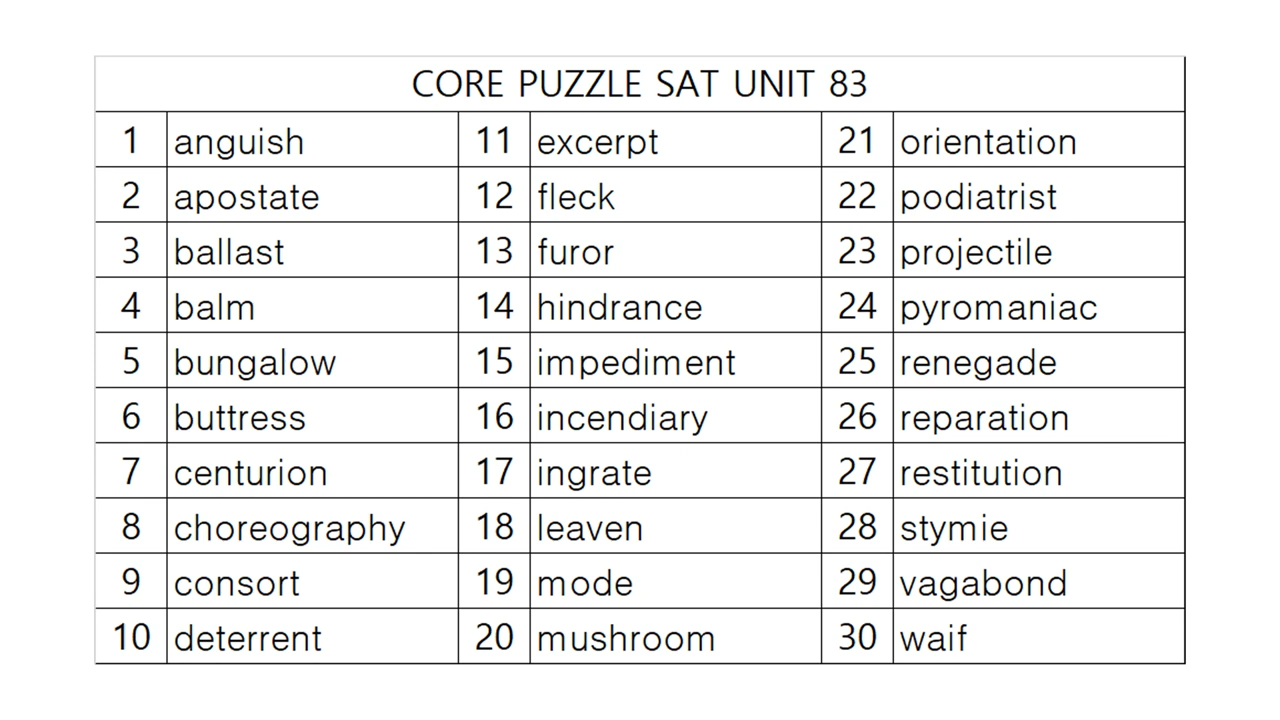 CORE PUZZLE SAT UNIT 83
1 anguish 11 excerpt 21 orientation
2 apostate 12 fleck 22 podiatrist
3 ballast 13 furor 23 projectile
4 balm 14 hindrance 24 pyromaniac
5 bungalow 15 impediment 25 renegade
6 buttress 16 incendiary 26 reparation
7 centurion 17 ingrate 27 restitution
8 choreography 18 leaven 28 stymie
9 consort 19 mode 29 vagabond
10 deterrent 20 mushroom 30 waif